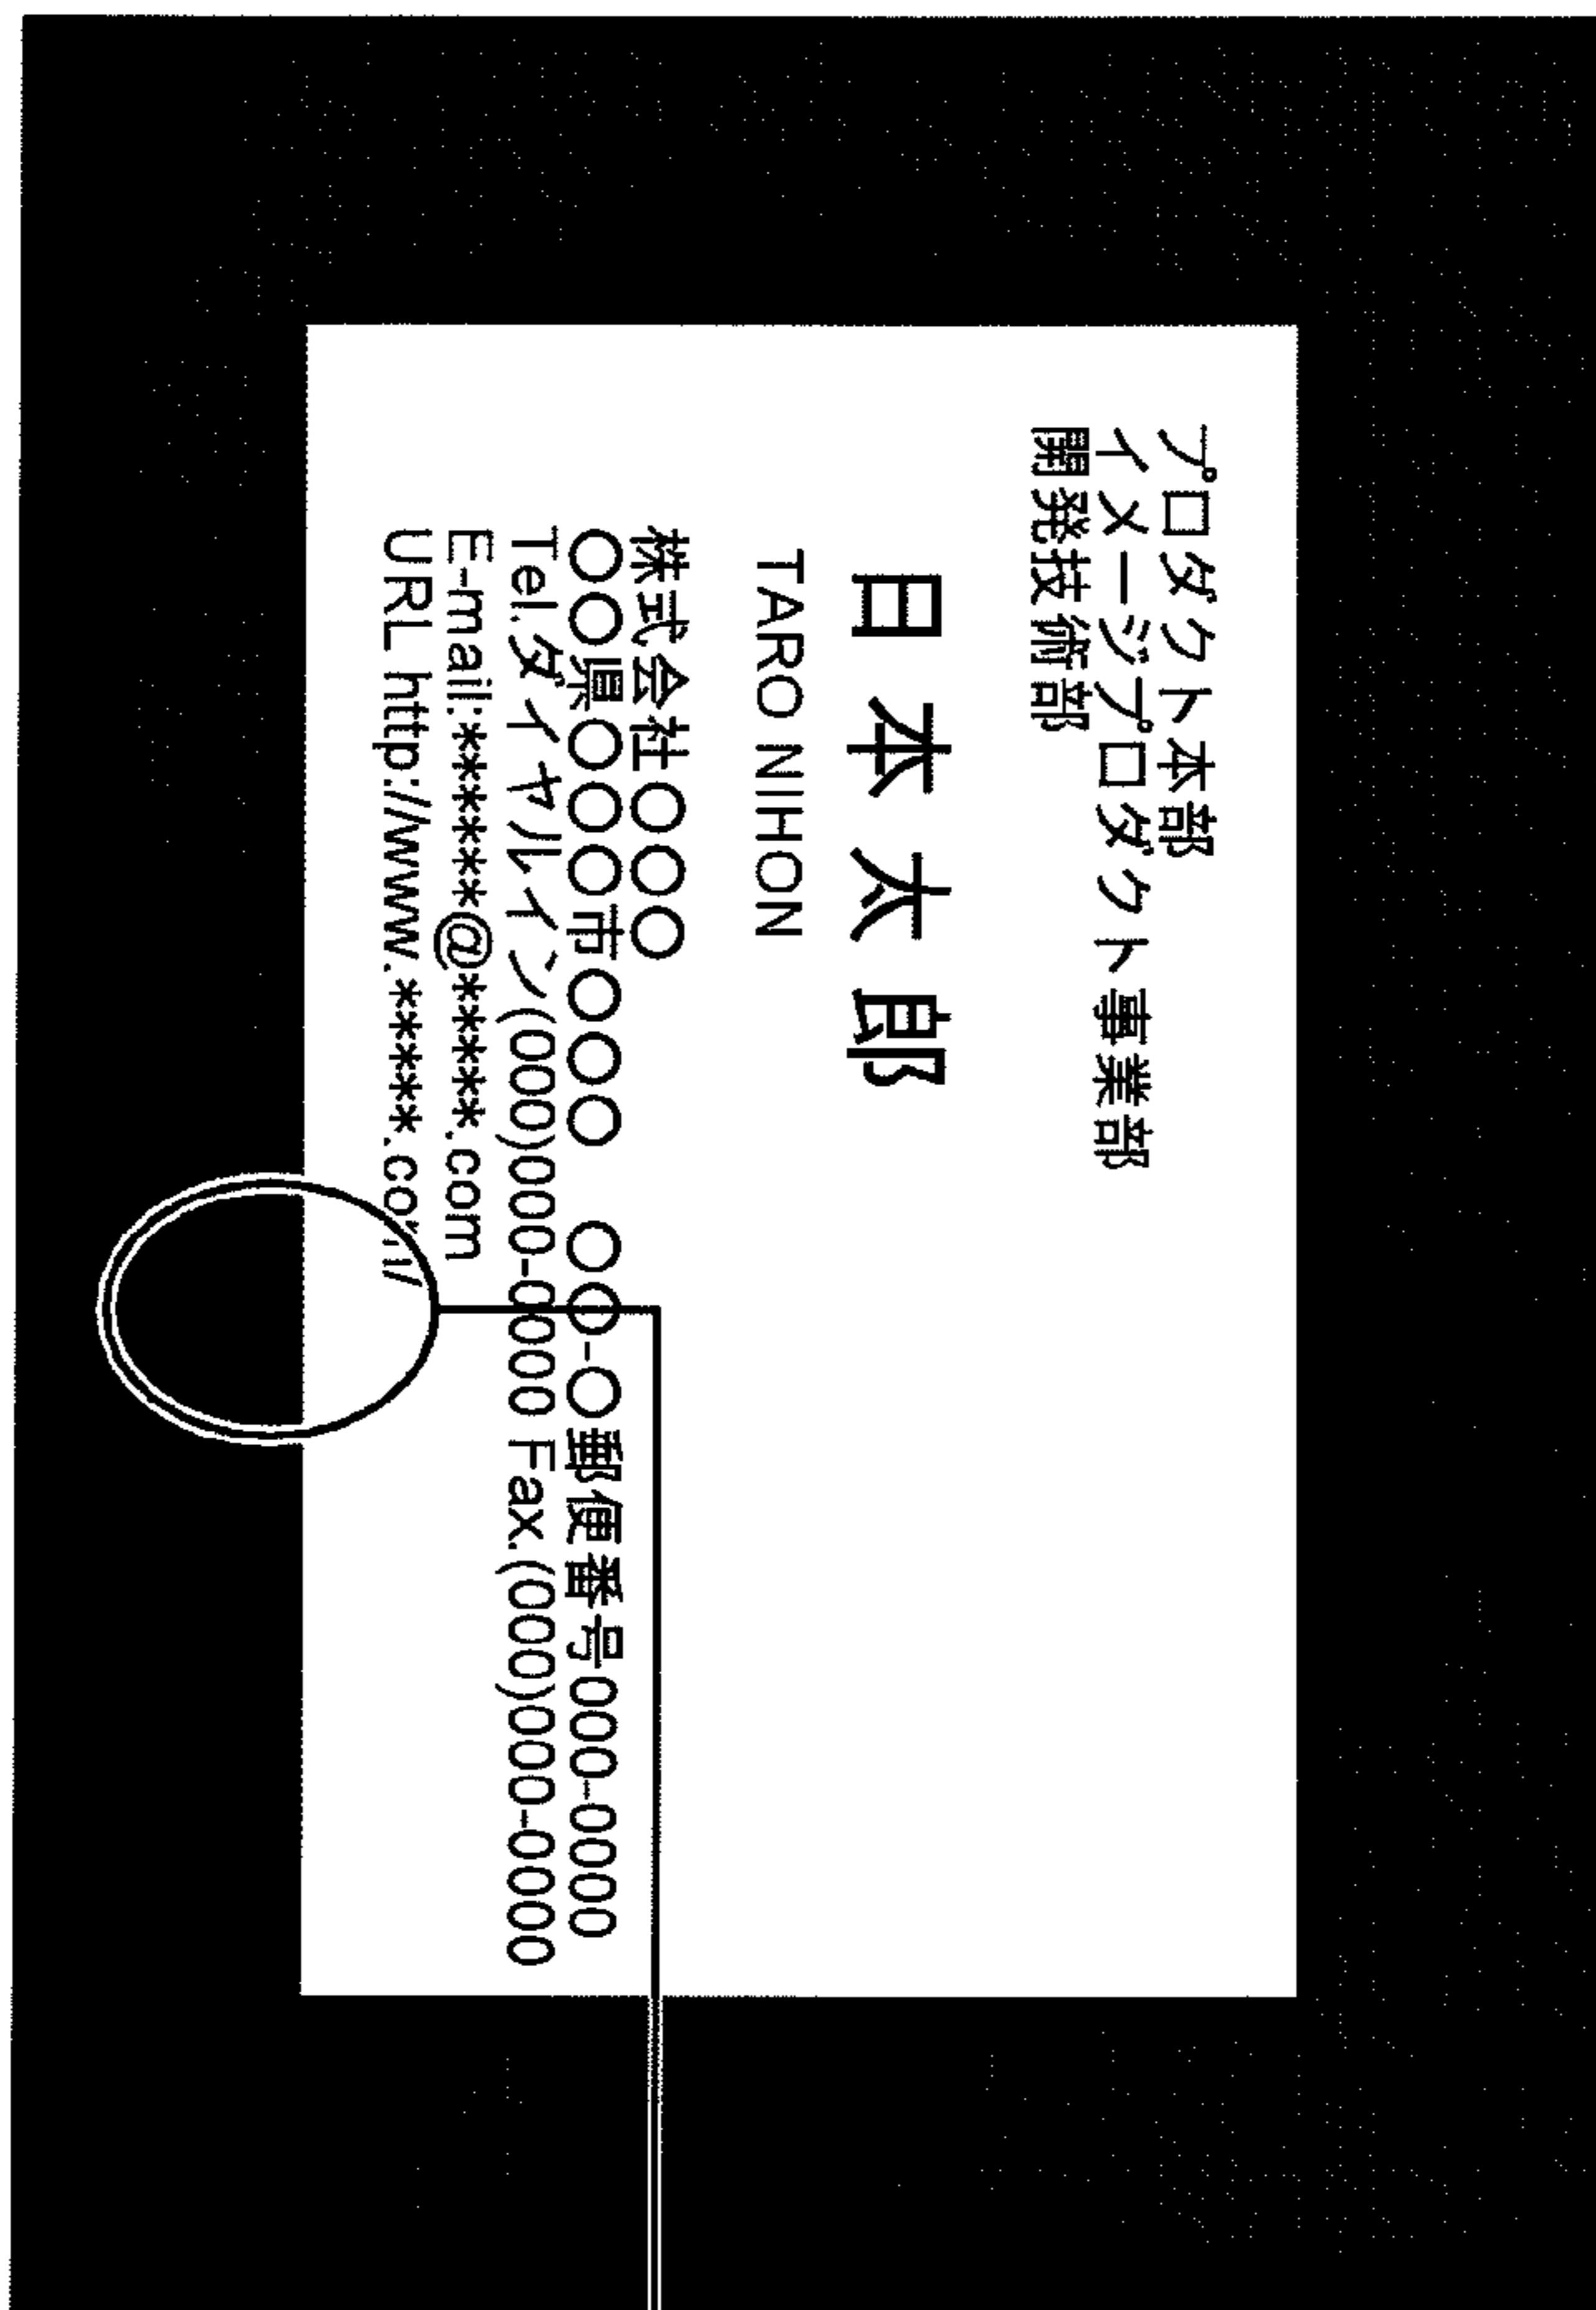 プロダクト本部
イメージプロダクト事業部
開発技術部
日本太郎
TARO NIHON
株式会社○○○
○○県○○○市○○○　○○-○郵便番号000-0000
Tel.ダイヤルイン(000)000-0000 Fax.(000)000-0000
E-mail:******@*****.com
URL http://www.*****.com/